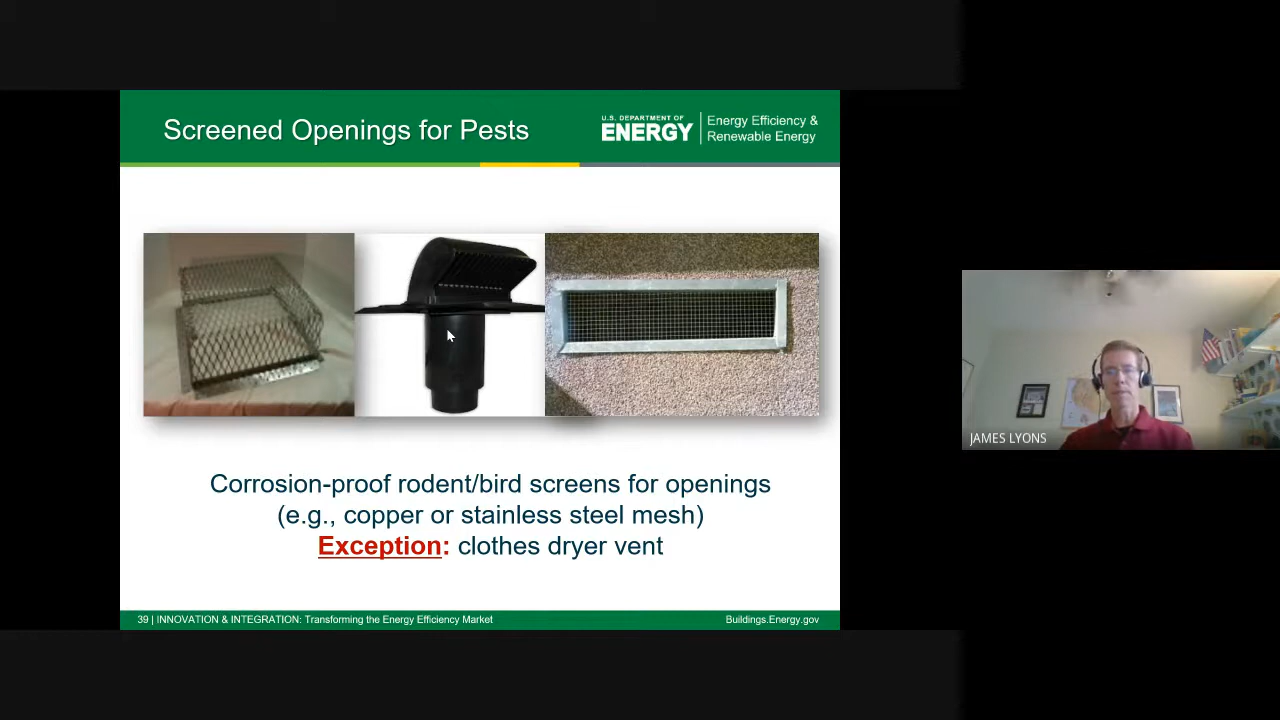 Screened Openings for Pests
U.S. DEPARTMENT OF
ENERGY
Energy Efficiency &
Renewable Energy
Corrosion-proof rodent/bird screens for openings
(e.g., copper or stainless steel mesh)
Exception: clothes dryer vent
39 | INNOVATION & INTEGRATION: Transforming the Energy Efficiency Market
Buildings.Energy.gov
JAMES LYONS